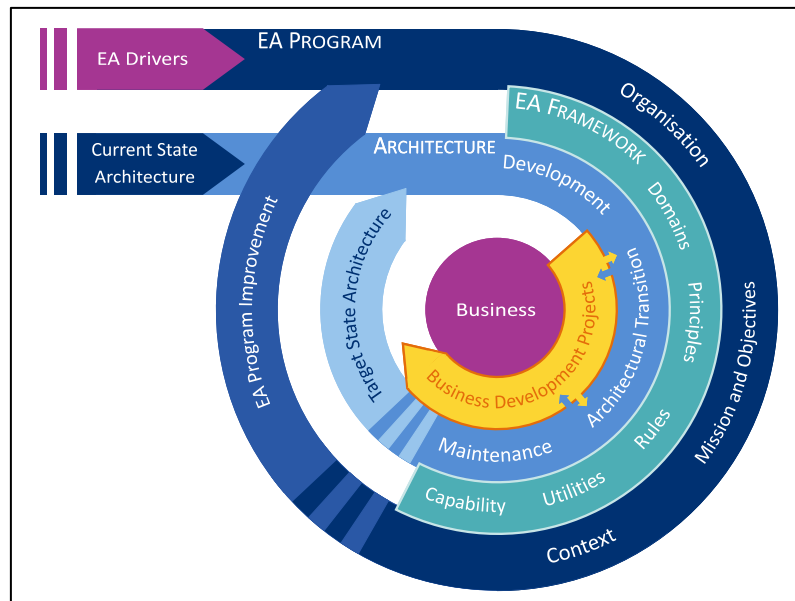 EA Drivers
EA PROGRAM
Organisation
Mission and Objectives
Context
EA Program Improvement
Current State
Architecture
ARCHITECTURE
Development
Architectural Transition
Maintenance
Target State Architecture
EA FRAMEWORK
Domains
Principles
Rules
Utilities
Capability
Business Development Projects
Business